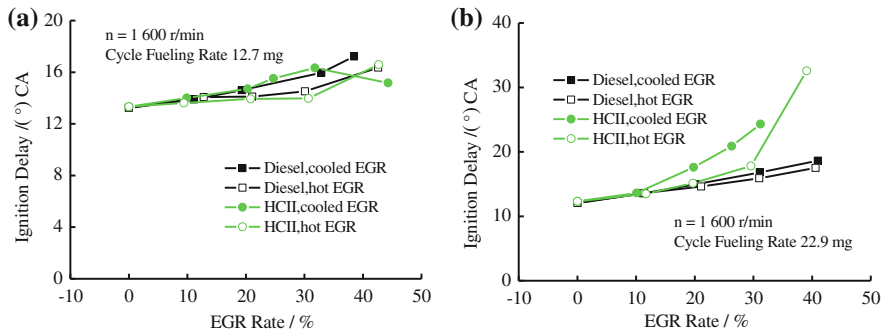 (a)
n = 1 600 r/min
Cycle Fueling Rate 12.7 mg
Ignition Delay /( ° ) CA
20
16
12
8
4
0
Diesel,cooled EGR
Diesel,hot EGR
HCII,cooled EGR
HCII,hot EGR
-10 0 10 20 30 40 50
EGR Rate / %
(b)
Ignition Delay /( ° ) CA
40
30
20
10
0
Diesel,cooled EGR
Diesel,hot EGR
HCII,cooled EGR
HCII,hot EGR
n = 1 600 r/min
Cycle Fueling Rate 22.9 mg
-10 0 10 20 30 40 50
EGR Rate / %